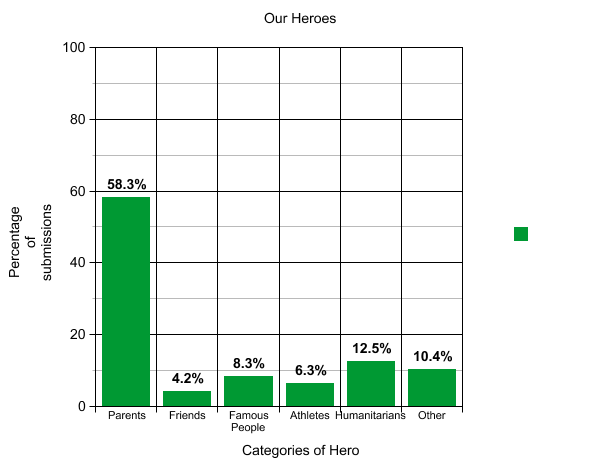 Our Heroes
100
80
60
40
20
0
Percentage
of
submissions
58.3%
4.2%
8.3%
6.3%
12.5%
10.4%
Parents
Friends
Famous
People
Athletes
Humanitarians
Other
Categories of Hero